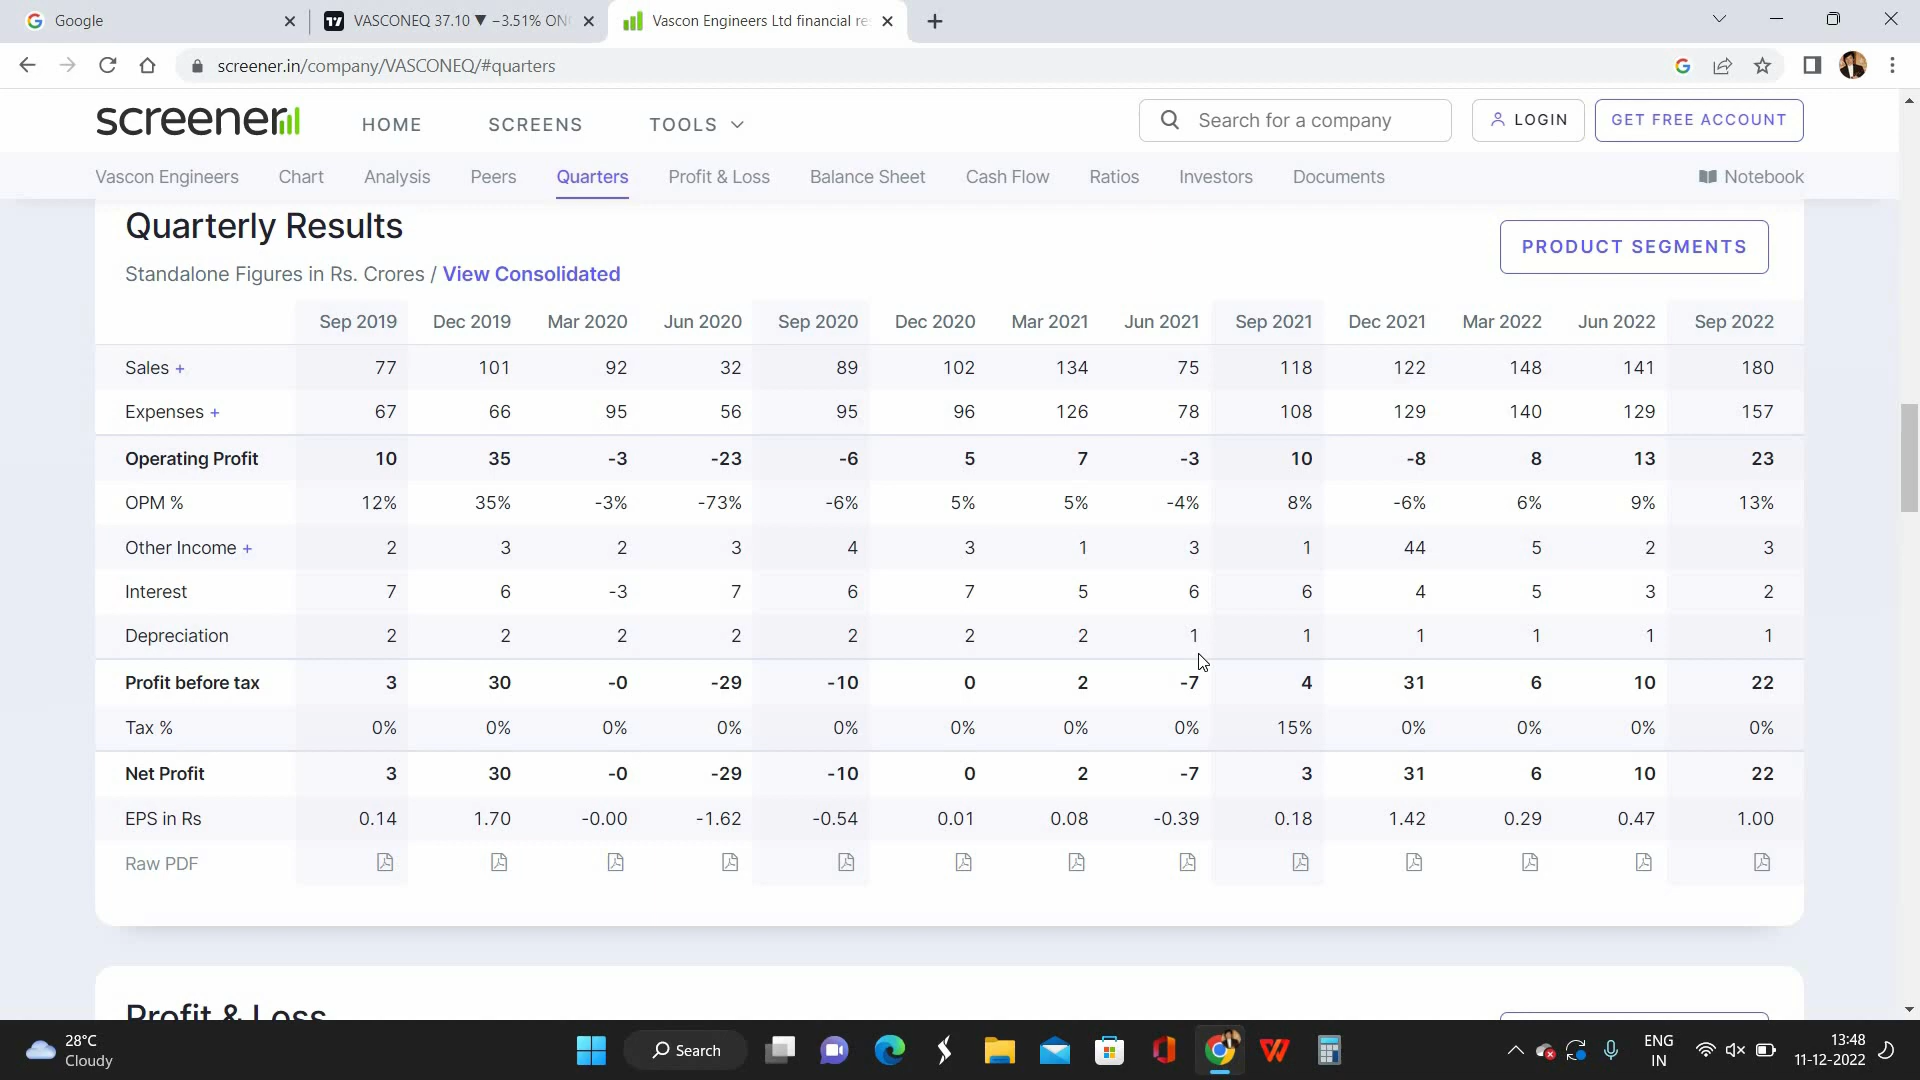 Google
VASCONEQ 37.10 ▼ −3.51% ON
Vascon Engineers Ltd financial re
screener.in/company/VASCONEQ/#quarters
screener
HOME
SCREENS
TOOLS
Search for a company
LOGIN
GET FREE ACCOUNT
Vascon Engineers Chart Analysis Peers Quarters Profit & Loss Balance Sheet Cash Flow Ratios Investors Documents Notebook
Quarterly Results
PRODUCT SEGMENTS
Standalone Figures in Rs. Crores / View Consolidated
Sep 2019 Dec 2019 Mar 2020 Jun 2020 Sep 2020 Dec 2020 Mar 2021 Jun 2021 Sep 2021 Dec 2021 Mar 2022 Jun 2022 Sep 2022
Sales + 77 101 92 32 89 102 134 75 118 122 148 141 180
Expenses + 67 66 95 56 95 96 126 78 108 129 140 129 157
Operating Profit 10 35 -3 -23 -6 5 7 -3 10 -8 8 13 23
OPM % 12% 35% -3% -73% -6% 5% 5% -4% 8% -6% 6% 9% 13%
Other Income + 2 3 2 3 4 3 1 3 1 44 5 2 3
Interest 7 6 -3 7 6 7 5 6 6 4 5 3 2
Depreciation 2 2 2 2 2 2 2 1 1 1 1 1 1
Profit before tax 3 30 -0 -29 -10 0 2 -7 4 31 6 10 22
Tax % 0% 0% 0% 0% 0% 0% 0% 0% 15% 0% 0% 0% 0%
Net Profit 3 30 -0 -29 -10 0 2 -7 3 31 6 10 22
EPS in Rs 0.14 1.70 -0.00 -1.62 -0.54 0.01 0.08 -0.39 0.18 1.42 0.29 0.47 1.00
Raw PDF
Profit & Loss
28°C
Cloudy
Search
ENG
IN
13:48
11-12-2022